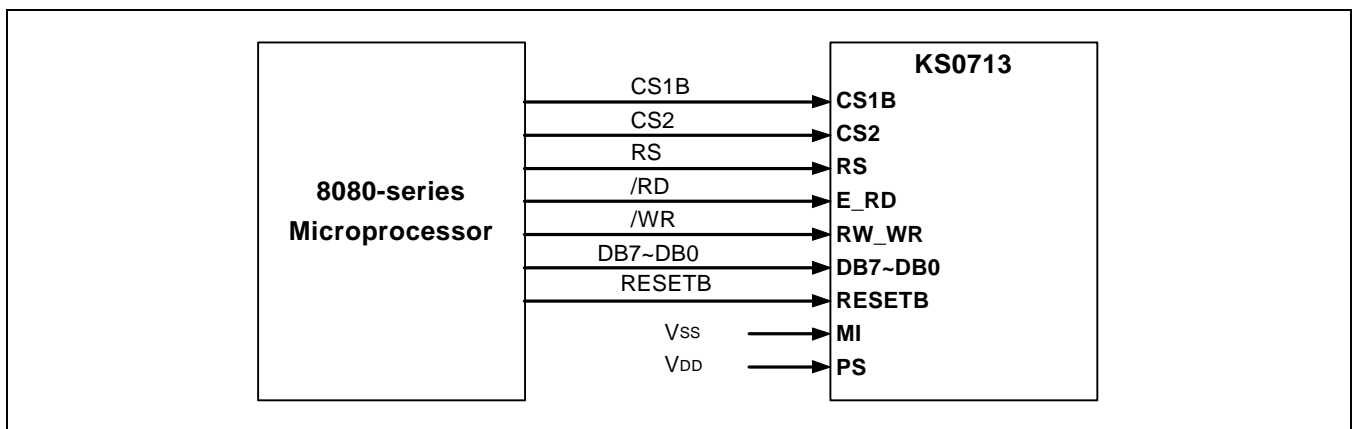 KS0713
8080-series
Microprocessor
CS1B CS1B
CS2 CS2
RS RS
/RD E_RD
/WR RW_WR
DB7~DB0 DB7~DB0
RESETB RESETB
VSS MI
VDD PS